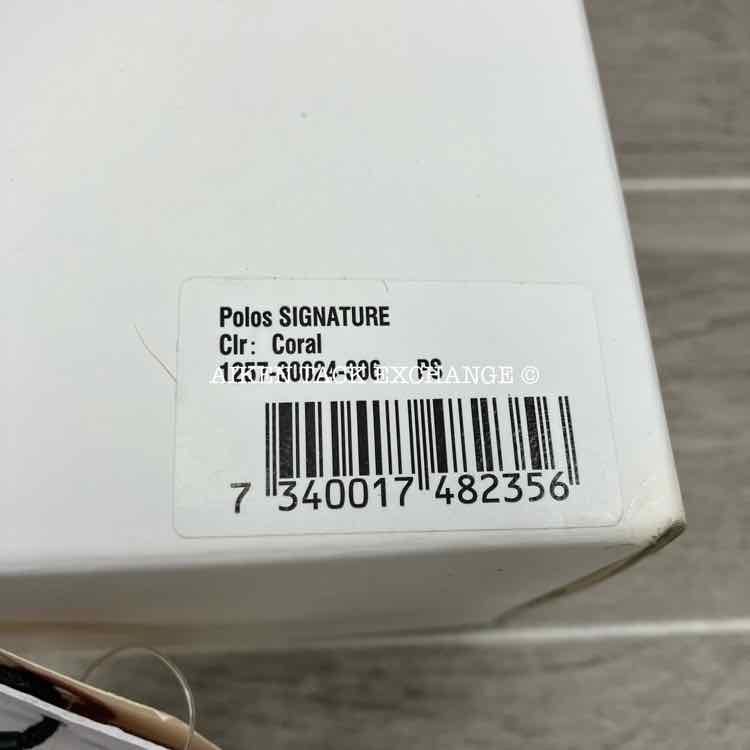 Polos SIGNATURE
Clr: Coral
AIKEN TACK EXCHANGE ©
7 340017 482356